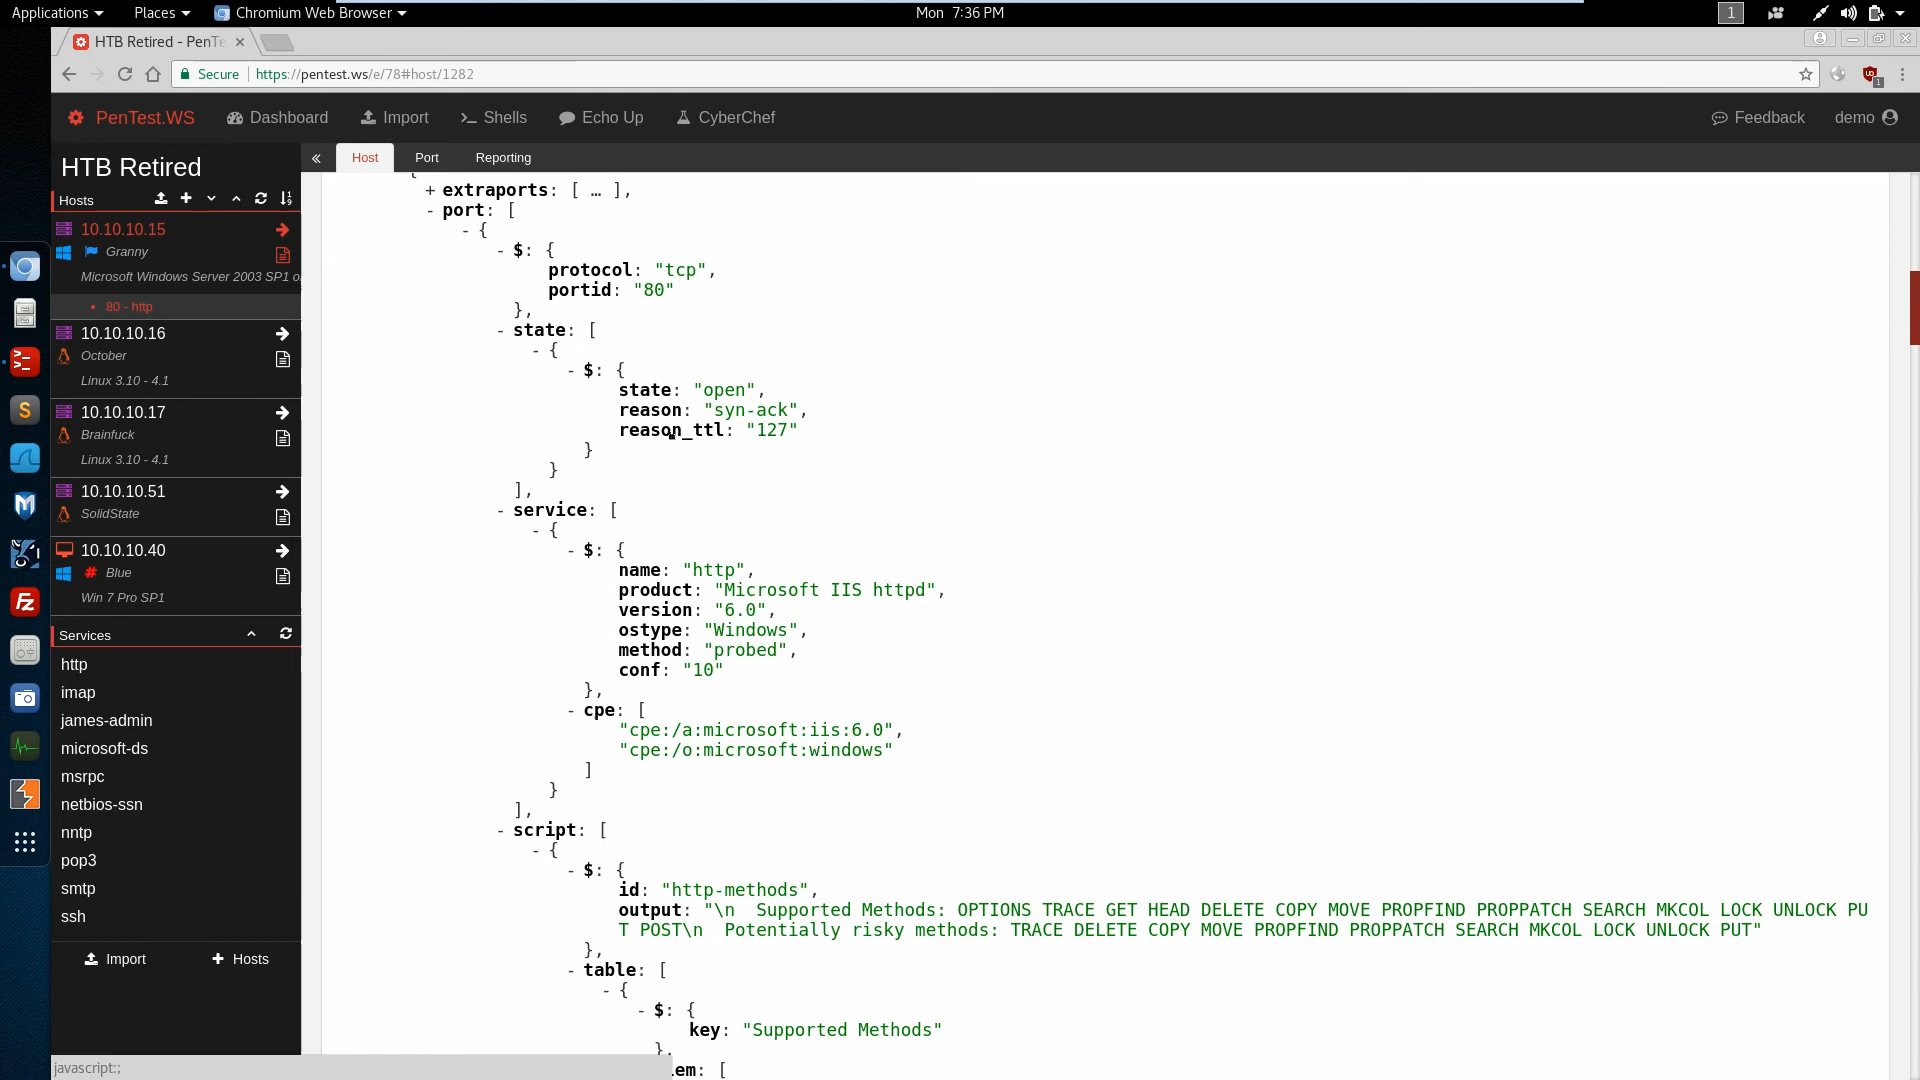 Applications
Places
Chromium Web Browser
Mon 7:36 PM
1
HTB Retired - PenTe
Secure
https://pentest.ws/e/78#host/1282
1
PenTest.WS
Dashboard
Import
Shells
Echo Up
CyberChef
Feedback
demo
HTB Retired
Hosts
10.10.10.15
Granny
Microsoft Windows Server 2003 SP1 o
• 80 - http
10.10.10.16
October
Linux 3.10 - 4.1
10.10.10.17
Brainfuck
Linux 3.10 - 4.1
10.10.10.51
SolidState
10.10.10.40
# Blue
Win 7 Pro SP1
Services
http
imap
james-admin
microsoft-ds
msrpc
netbios-ssn
nntp
pop3
smtp
ssh
Import
+ Hosts
javascript:;
Host
Port
Reporting
{
+ extraports: [ … ],
- port: [
- {
- $: {
protocol: "tcp",
portid: "80"
},
- state: [
- {
- $: {
state: "open",
reason: "syn-ack",
reason_ttl: "127"
}
}
],
- service: [
- {
- $: {
name: "http",
product: "Microsoft IIS httpd",
version: "6.0",
ostype: "Windows",
method: "probed",
conf: "10"
},
- cpe: [
"cpe:/a:microsoft:iis:6.0",
"cpe:/o:microsoft:windows"
]
}
],
- script: [
- {
- $: {
id: "http-methods",
output: "\n  Supported Methods: OPTIONS TRACE GET HEAD DELETE COPY MOVE PROPFIND PROPPATCH SEARCH MKCOL LOCK UNLOCK PU
T POST\n  Potentially risky methods: TRACE DELETE COPY MOVE PROPFIND PROPPATCH SEARCH MKCOL LOCK UNLOCK PUT"
},
- table: [
- {
- $: {
key: "Supported Methods"
},
lem: [